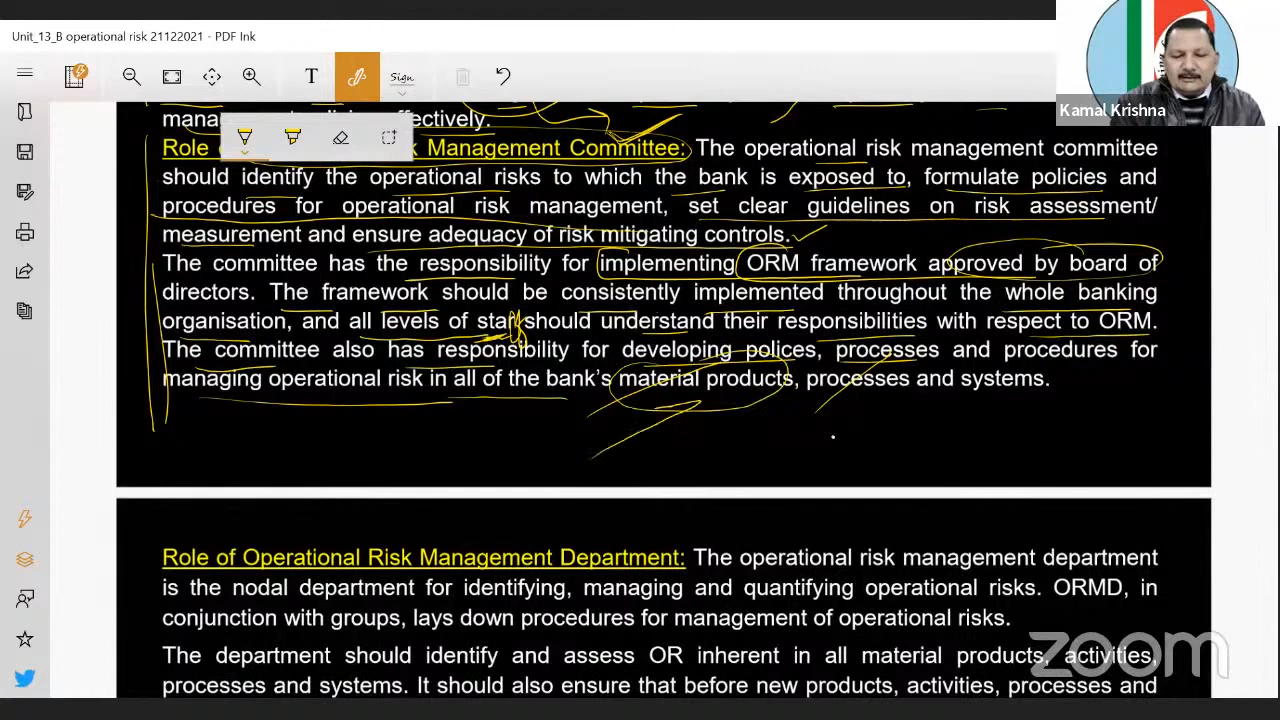 Unit_13_B operational risk 21122021 - PDF Ink
T
Sign
Kamal Krishna
effectively.
Role Risk Management Committee: The operational risk management committee
should identify the operational risks to which the bank is exposed to, formulate policies and
procedures for operational risk management, set clear guidelines on risk assessment/
measurement and ensure adequacy of risk mitigating controls.
The committee has the responsibility for implementing ORM framework approved by board of
directors. The framework should be consistently implemented throughout the whole banking
organisation, and all levels of staff should understand their responsibilities with respect to ORM.
The committee also has responsibility for developing polices, processes and procedures for
managing operational risk in all of the bank's material products, processes and systems.
Role of Operational Risk Management Department: The operational risk management department
is the nodal department for identifying, managing and quantifying operational risks. ORMD, in
conjunction with groups, lays down procedures for management of operational risks.
The department should identify and assess OR inherent in all material products, activities,
processes and systems. It should also ensure that before new products, activities, processes and
zoom